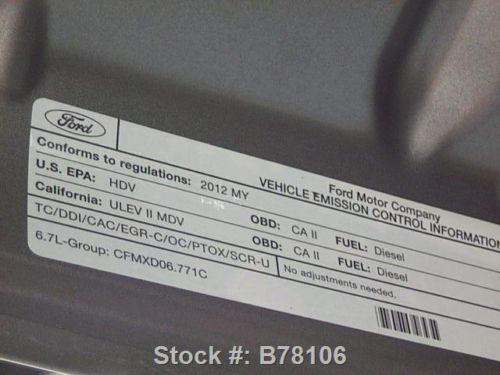 Ford
Ford Motor Company
VEHICLE EMISSION CONTROL INFORMATION
Conforms to regulations: 2012 MY
U.S. EPA: HDV OBD: CA II FUEL: Diesel
California: ULEV II MDV OBD: CA II FUEL: Diesel
TC/DDI/CAC/EGR-C/OC/PTOX/SCR-U No adjustments needed.
6.7L-Group: CFMXD06.771C
Stock #: B78106